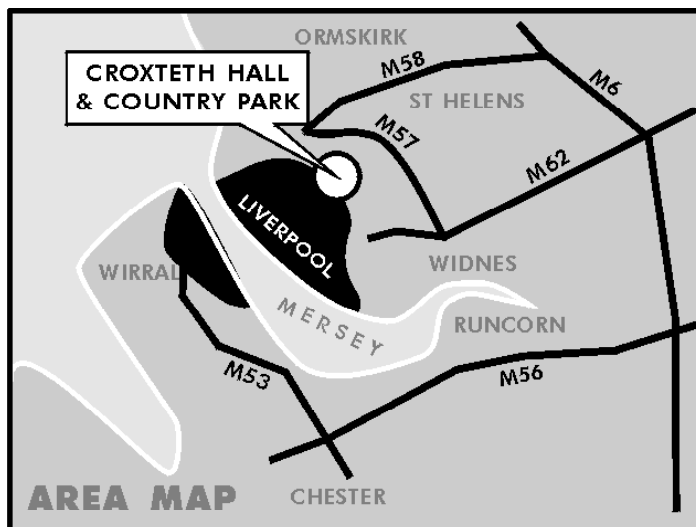 ORMSKIRK
M58
M6
CROXTETH HALL
& COUNTRY PARK
ST HELENS
M57
M62
LIVERPOOL
WIRRAL
WIDNES
MERSEY
RUNCORN
M53
M56
AREA MAP
CHESTER